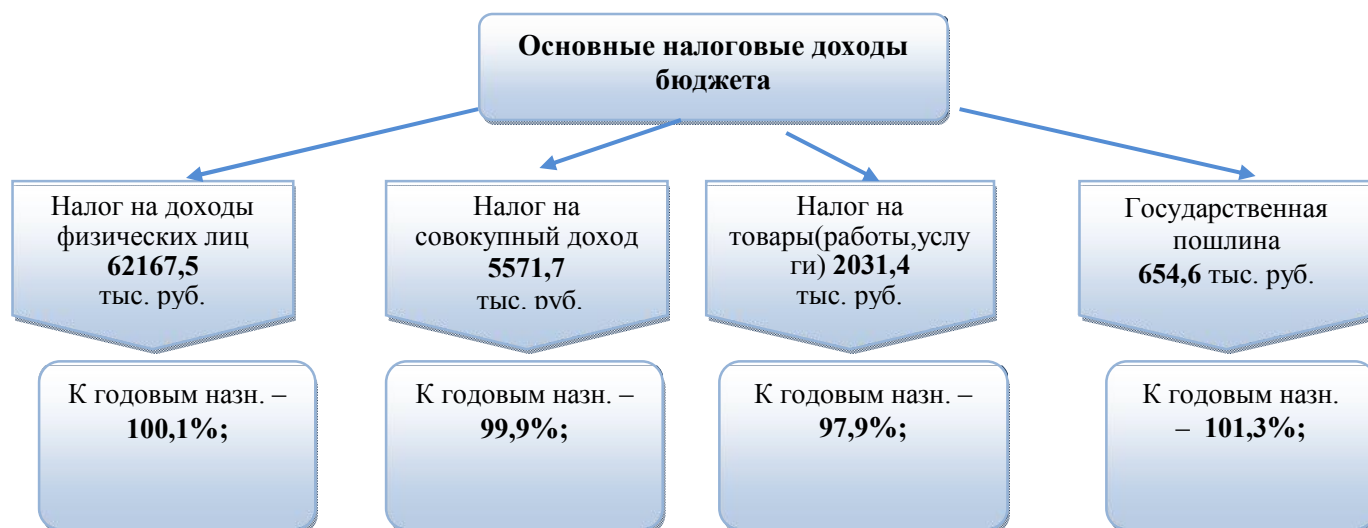 Основные налоговые доходы
бюджета
Налог на доходы
физических лиц
62167,5
тыс. руб.
Налог на
совокупный доход
5571,7
тыс. руб.
Налог на
товары(работы,услу
ги) 2031,4
тыс. руб.
Государственная
пошлина
654,6 тыс. руб.
К годовым назн. –
100,1%;
К годовым назн. –
99,9%;
К годовым назн. –
97,9%;
К годовым назн.
– 101,3%;